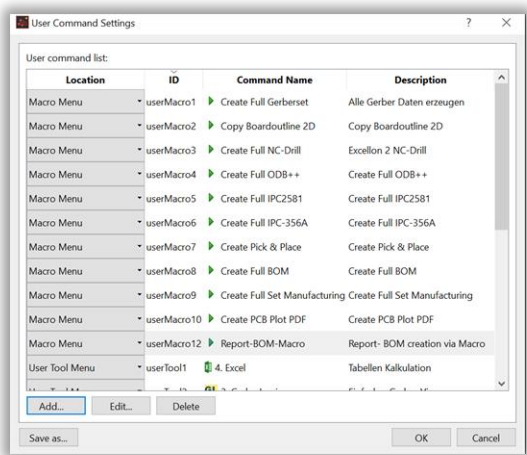 User Command Settings ? ×
User command list:
Location ID Command Name Description
Macro Menu userMacro1 Create Full Gerberset Alle Gerber Daten erzeugen
Macro Menu userMacro2 Copy Boardoutline 2D Copy Boardoutline 2D
Macro Menu userMacro3 Create Full NC-Drill Excellon 2 NC-Drill
Macro Menu userMacro4 Create Full ODB++ Create Full ODB++
Macro Menu userMacro5 Create Full IPC2581 Create Full IPC2581
Macro Menu userMacro6 Create Full IPC-356A Create Full IPC-356A
Macro Menu userMacro7 Create Pick & Place Create Pick & Place
Macro Menu userMacro8 Create Full BOM Create Full BOM
Macro Menu userMacro9 Create Full Set Manufacturing Create Full Set Manufacturing
Macro Menu userMacro10 Create PCB Plot PDF Create PCB Plot PDF
Macro Menu userMacro12 Report-BOM-Macro Report- BOM creation via Macro
User Tool Menu userTool1 4. Excel Tabellen Kalkulation
Add... Edit... Delete
Save as... OK Cancel